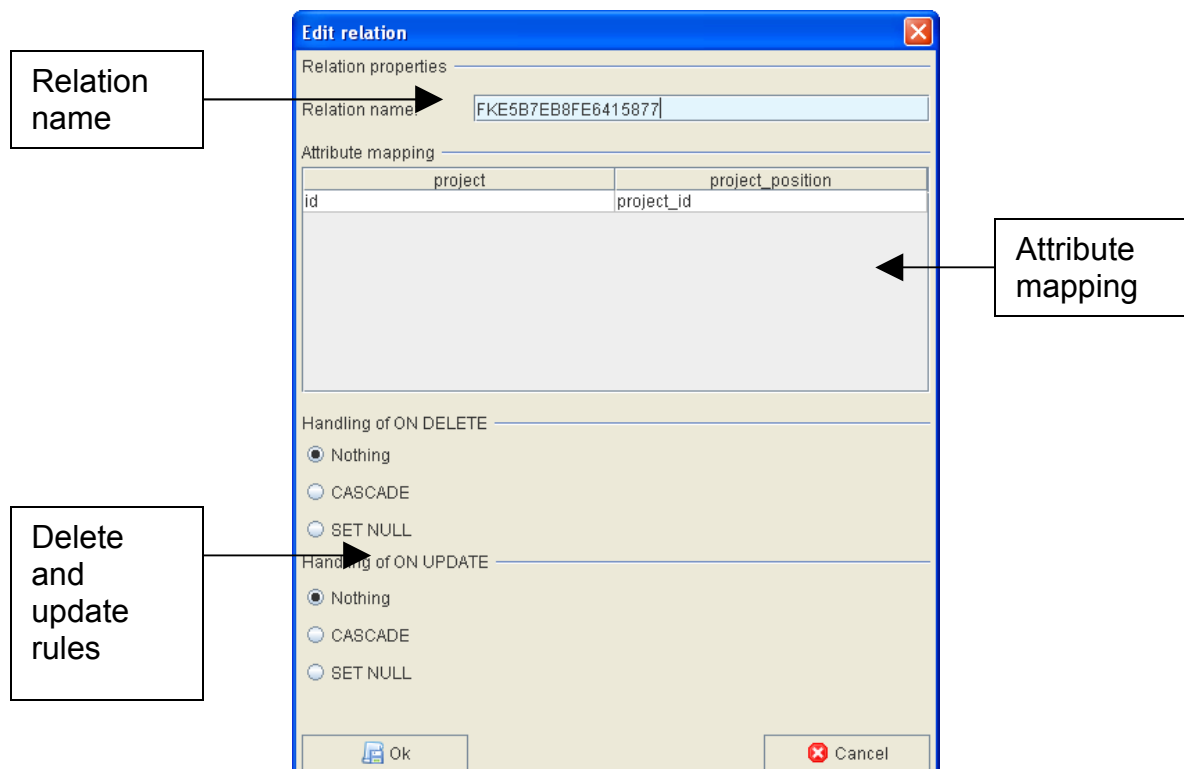 Edit relation
Relation properties
Relation name
Relation name:
FKE5B7EB8FE6415877
Attribute mapping
project project_position
id project_id
Attribute
mapping
Handling of ON DELETE
Nothing
CASCADE
SET NULL
Delete
and
update
rules
Handling of ON UPDATE
Nothing
CASCADE
SET NULL
Ok Cancel